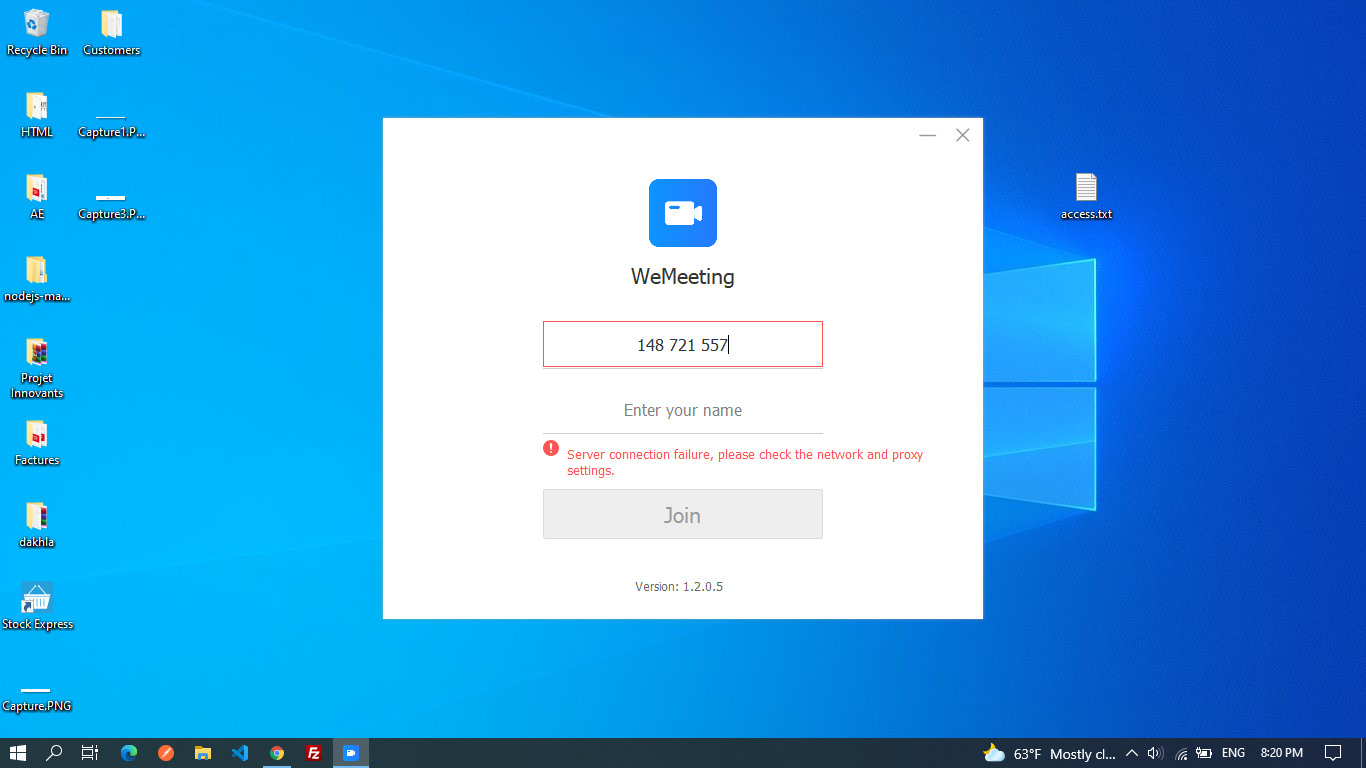 Recycle Bin
Customers
HTML
Capture1.P...
AE
Capture3.P...
nodejs-ma...
Projet
Innovants
Factures
dakhla
Stock Express
Capture.PNG
WeMeeting
148 721 557
Enter your name
Server connection failure, please check the network and proxy
settings.
Join
Version: 1.2.0.5
access.txt
63°F Mostly cl...
ENG
8:20 PM